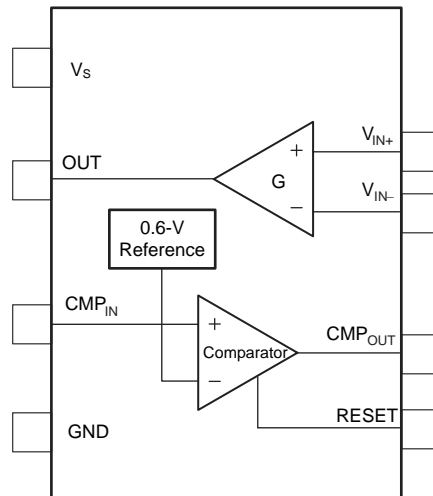 V_S
V_IN+
OUT
+
G
−
V_IN–
0.6-V
Reference
CMP_IN
+
Comparator
−
CMP_OUT
RESET
GND